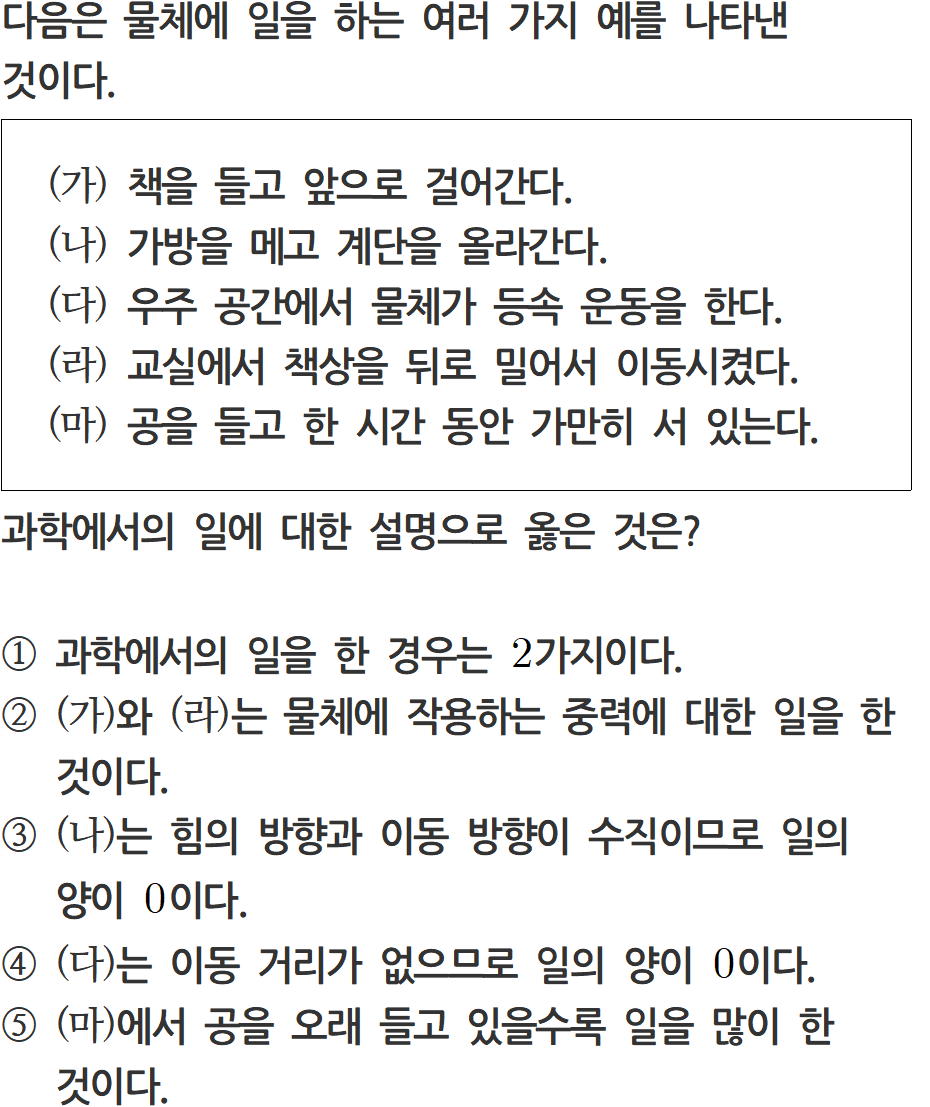 다음은 물체에 일을 하는 여러 가지 예를 나타낸
것이다.
(가) 책을 들고 앞으로 걸어간다.
(나) 가방을 메고 계단을 올라간다.
(다) 우주 공간에서 물체가 등속 운동을 한다.
(라) 교실에서 책상을 뒤로 밀어서 이동시켰다.
(마) 공을 들고 한 시간 동안 가만히 서 있는다.
과학에서의 일에 대한 설명으로 옳은 것은?
① 과학에서의 일을 한 경우는 2가지이다.
② (가)와 (라)는 물체에 작용하는 중력에 대한 일을 한
것이다.
③ (나)는 힘의 방향과 이동 방향이 수직이므로 일의
양이 0이다.
④ (다)는 이동 거리가 없으므로 일의 양이 0이다.
⑤ (마)에서 공을 오래 들고 있을수록 일을 많이 한
것이다.